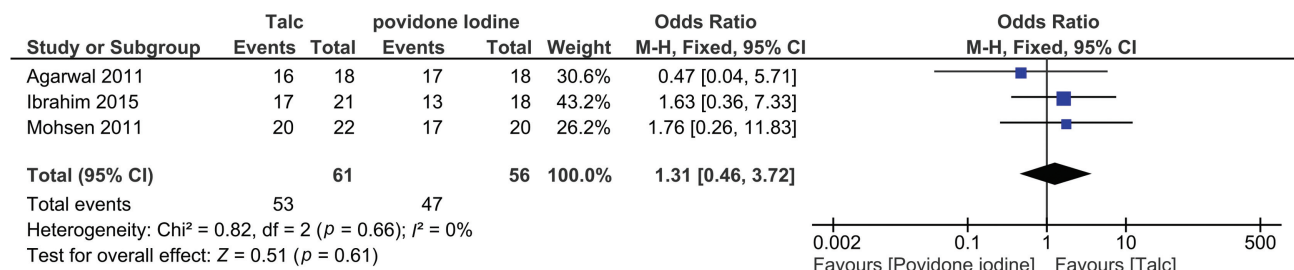 Talc povidone Iodine Odds Ratio Odds Ratio
Study or Subgroup Events Total Events Total Weight M-H, Fixed, 95% CI M-H, Fixed, 95% CI
Agarwal 2011 16 18 17 18 30.6% 0.47 [0.04, 5.71]
Ibrahim 2015 17 21 13 18 43.2% 1.63 [0.36, 7.33]
Mohsen 2011 20 22 17 20 26.2% 1.76 [0.26, 11.83]
Total (95% CI) 61 56 100.0% 1.31 [0.46, 3.72]
Total events 53 47
Heterogeneity: Chi² = 0.82, df = 2 (p = 0.66); I² = 0%
Test for overall effect: Z = 0.51 (p = 0.61)
0.002 0.1 1 10 500
Favours [Povidone iodine] Favours [Talc]